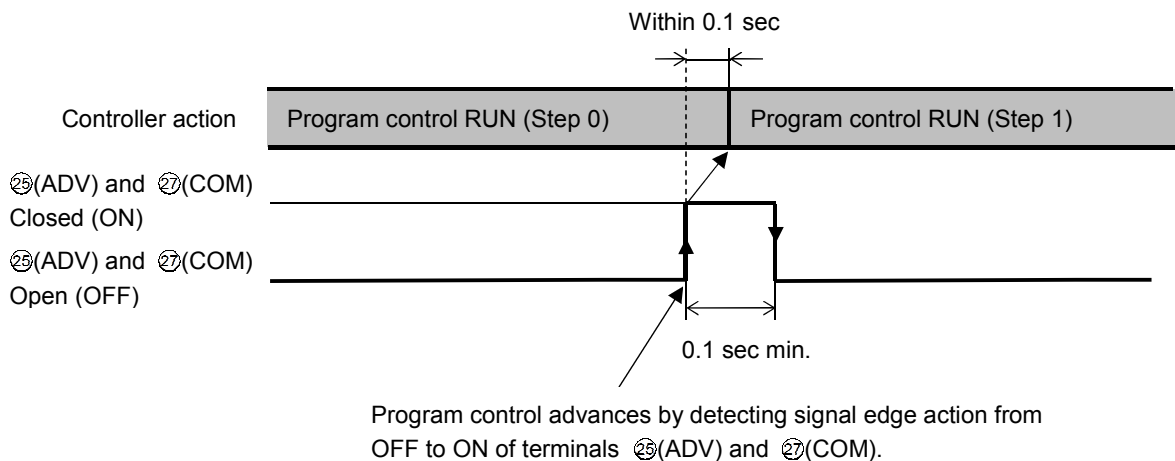 Within 0.1 sec
Controller action
Program control RUN (Step 0)
Program control RUN (Step 1)
㉕(ADV) and ㉗(COM)
Closed (ON)
㉕(ADV) and ㉗(COM)
Open (OFF)
0.1 sec min.
Program control advances by detecting signal edge action from
OFF to ON of terminals ㉕(ADV) and ㉗(COM).